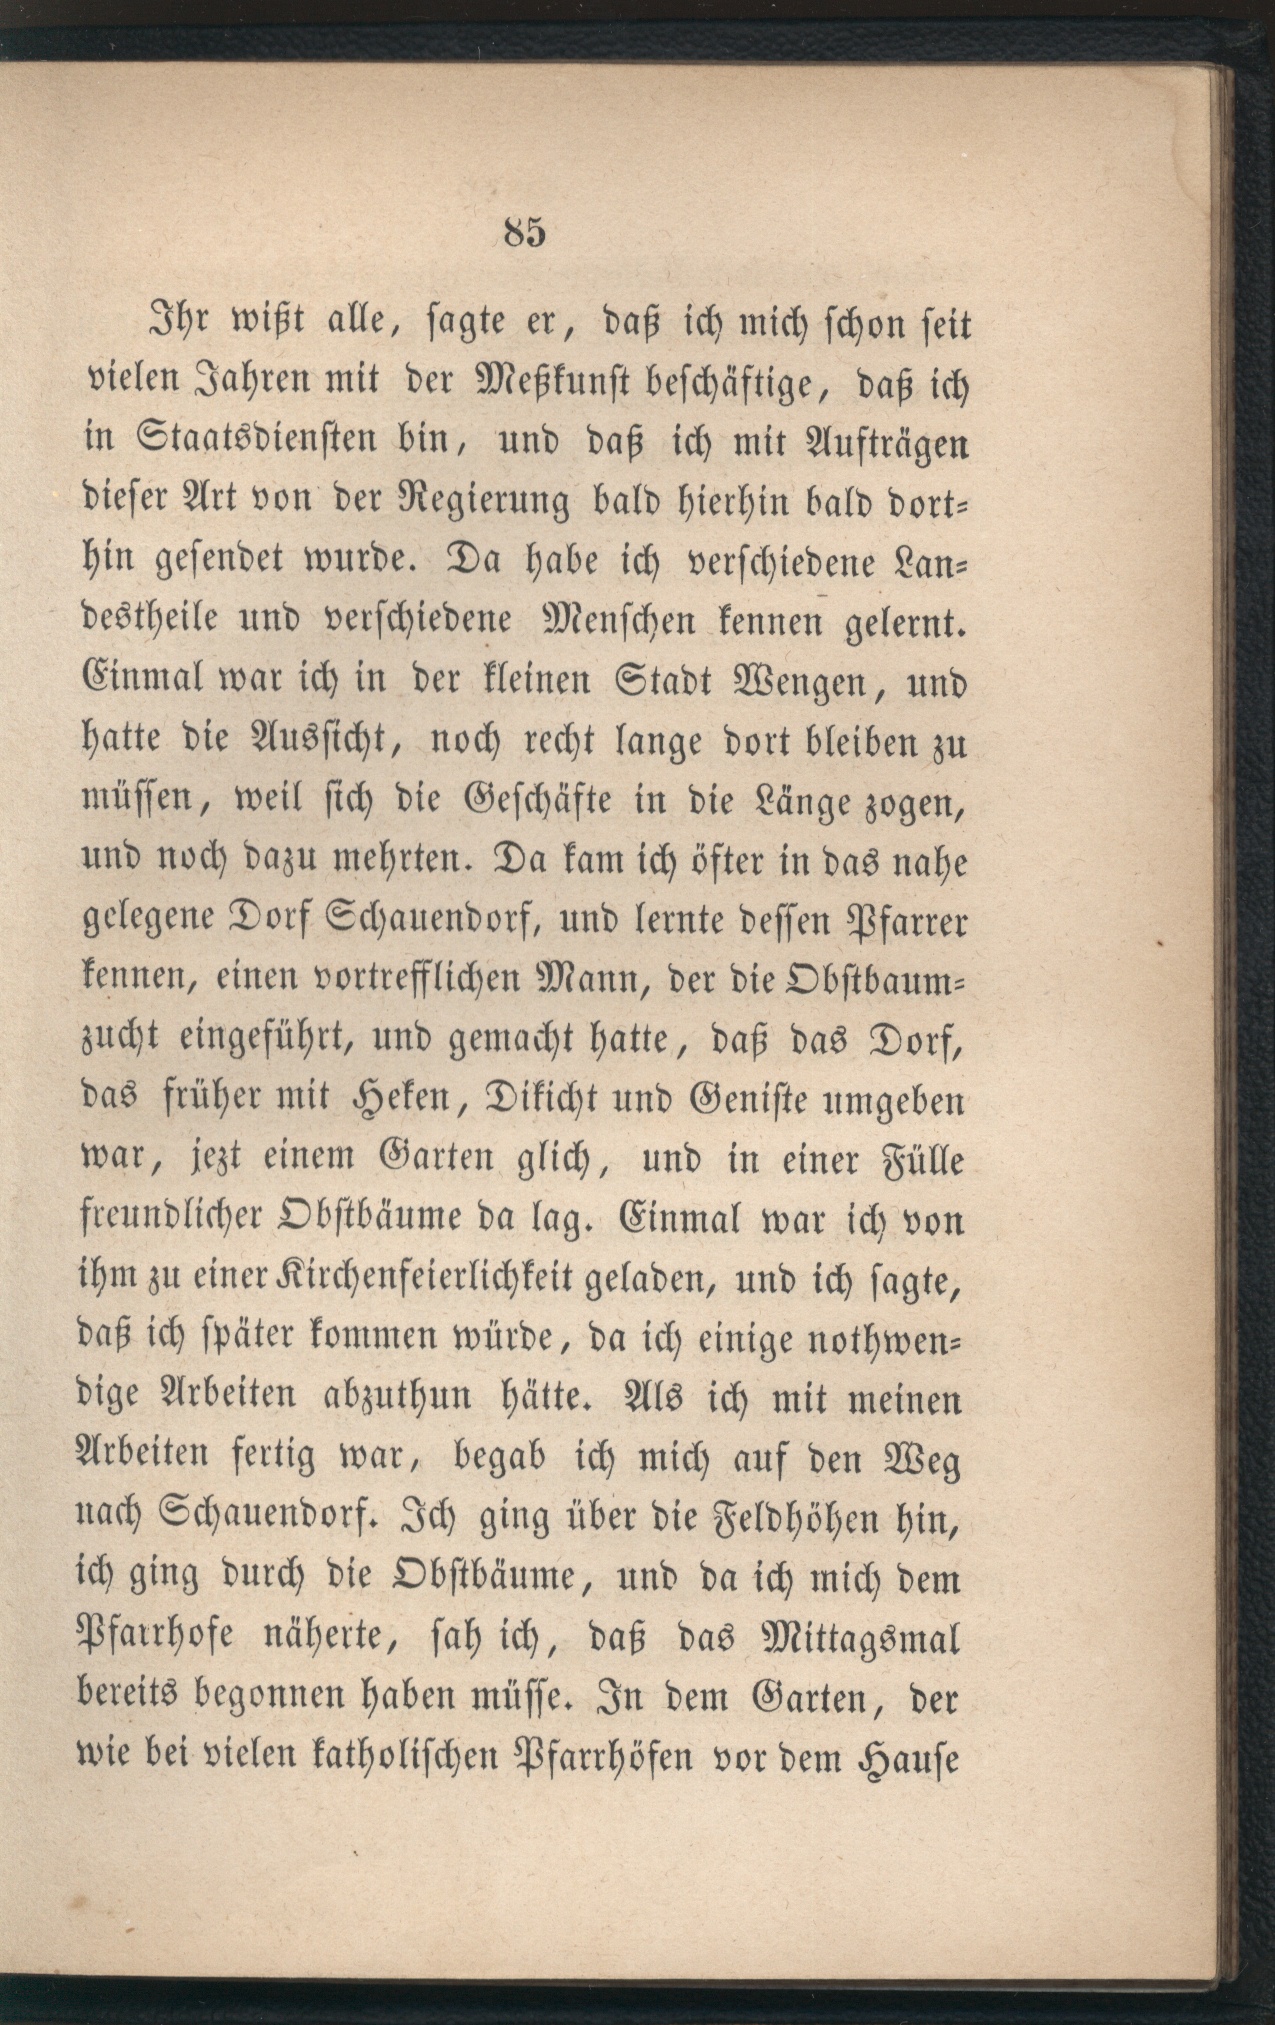 85
Ihr wißt alle, sagte er, daß ich mich schon seit
vielen Jahren mit der Meßkunst beschäftige, daß ich
in Staatsdiensten bin, und daß ich mit Aufträgen
dieser Art von der Regierung bald hierhin bald dort-
hin gesendet wurde. Da habe ich verschiedene Lan-
destheile und verschiedene Menschen kennen gelernt.
Einmal war ich in der kleinen Stadt Wengen, und
hatte die Aussicht, noch recht lange dort bleiben zu
müssen, weil sich die Geschäfte in die Länge zogen,
und noch dazu mehrten. Da kam ich öfter in das nahe
gelegene Dorf Schauendorf, und lernte dessen Pfarrer
kennen, einen vortrefflichen Mann, der die Obstbaum-
zucht eingeführt, und gemacht hatte, daß das Dorf,
das früher mit Heken, Dikicht und Geniste umgeben
war, jezt einem Garten glich, und in einer Fülle
freundlicher Obstbäume da lag. Einmal war ich von
ihm zu einer Kirchenfeierlichkeit geladen, und ich sagte,
daß ich später kommen würde, da ich einige nothwen-
dige Arbeiten abzuthun hätte. Als ich mit meinen
Arbeiten fertig war, begab ich mich auf den Weg
nach Schauendorf. Ich ging über die Feldhöhen hin,
ich ging durch die Obstbäume, und da ich mich dem
Pfarrhofe näherte, sah ich, daß das Mittagsmal
bereits begonnen haben müsse. In dem Garten, der
wie bei vielen katholischen Pfarrhöfen vor dem Hause